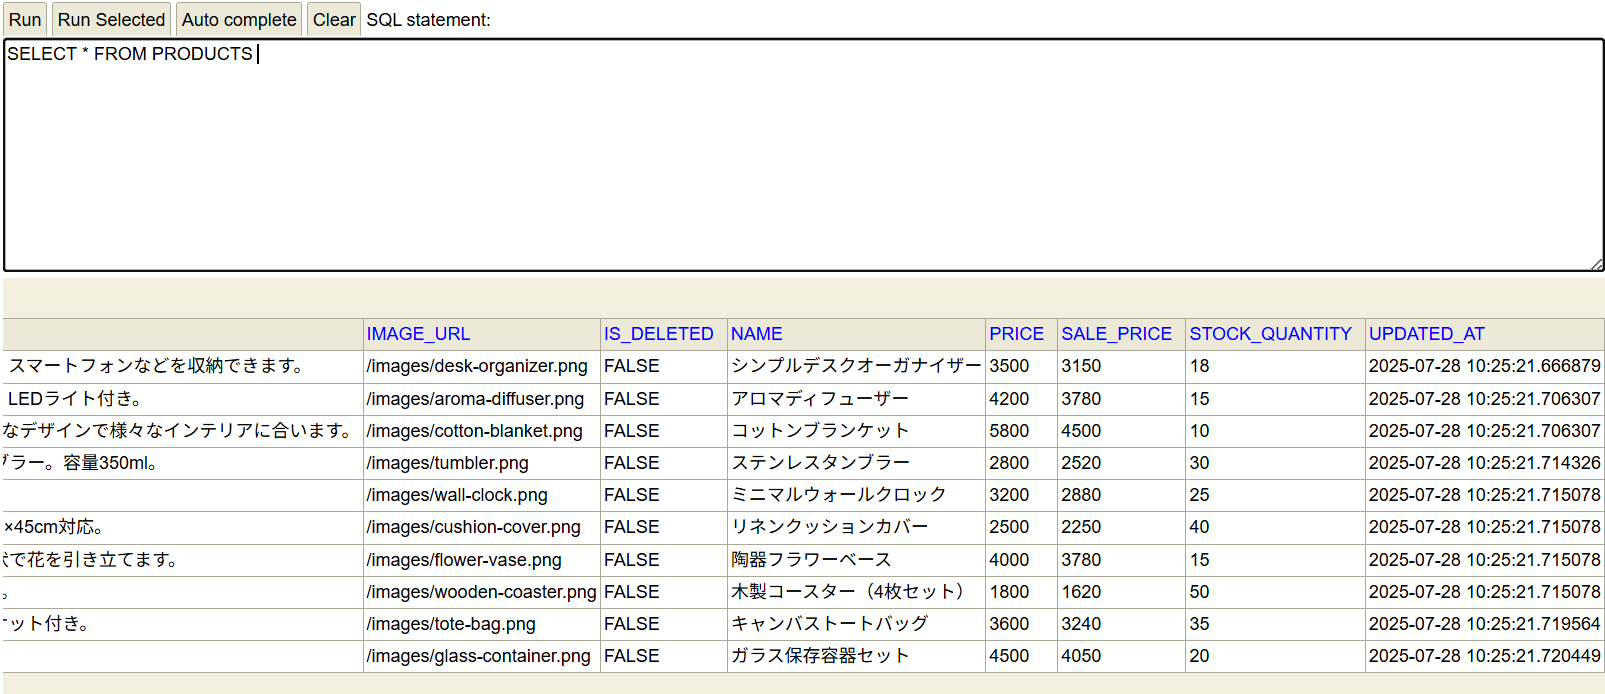 Run Run Selected Auto complete Clear SQL statement:
SELECT * FROM PRODUCTS
IMAGE_URL IS_DELETED NAME PRICE SALE_PRICE STOCK_QUANTITY UPDATED_AT
スマートフォンなどを収納できます。 /images/desk-organizer.png FALSE シンプルデスクオーガナイザー 3500 3150 18 2025-07-28 10:25:21.666879
LEDライト付き。 /images/aroma-diffuser.png FALSE アロマディフューザー 4200 3780 15 2025-07-28 10:25:21.706307
なデザインで様々なインテリアに合います。 /images/cotton-blanket.png FALSE コットンブランケット 5800 4500 10 2025-07-28 10:25:21.706307
ラー。容量350ml。 /images/tumbler.png FALSE ステンレスタンブラー 2800 2520 30 2025-07-28 10:25:21.714326
/images/wall-clock.png FALSE ミニマルウォールクロック 3200 2880 25 2025-07-28 10:25:21.715078
×45cm対応。 /images/cushion-cover.png FALSE リネンクッションカバー 2500 2250 40 2025-07-28 10:25:21.715078
で花を引き立てます。 /images/flower-vase.png FALSE 陶器フラワーベース 4000 3780 15 2025-07-28 10:25:21.715078
。 /images/wooden-coaster.png FALSE 木製コースター（4枚セット） 1800 1620 50 2025-07-28 10:25:21.715078
ット付き。 /images/tote-bag.png FALSE キャンバストートバッグ 3600 3240 35 2025-07-28 10:25:21.719564
/images/glass-container.png FALSE ガラス保存容器セット 4500 4050 20 2025-07-28 10:25:21.720449